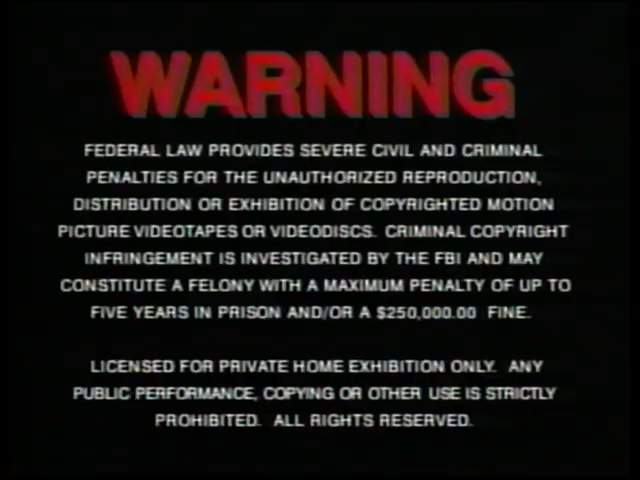 WARNING
FEDERAL LAW PROVIDES SEVERE CIVIL AND CRIMINAL
PENALTIES FOR THE UNAUTHORIZED REPRODUCTION,
DISTRIBUTION OR EXHIBITION OF COPYRIGHTED MOTION
PICTURE VIDEOTAPES OR VIDEODISCS. CRIMINAL COPYRIGHT
INFRINGEMENT IS INVESTIGATED BY THE FBI AND MAY
CONSTITUTE A FELONY WITH A MAXIMUM PENALTY OF UP TO
FIVE YEARS IN PRISON AND/OR A $250,000.00 FINE.
LICENSED FOR PRIVATE HOME EXHIBITION ONLY. ANY
PUBLIC PERFORMANCE, COPYING OR OTHER USE IS STRICTLY
PROHIBITED. ALL RIGHTS RESERVED.